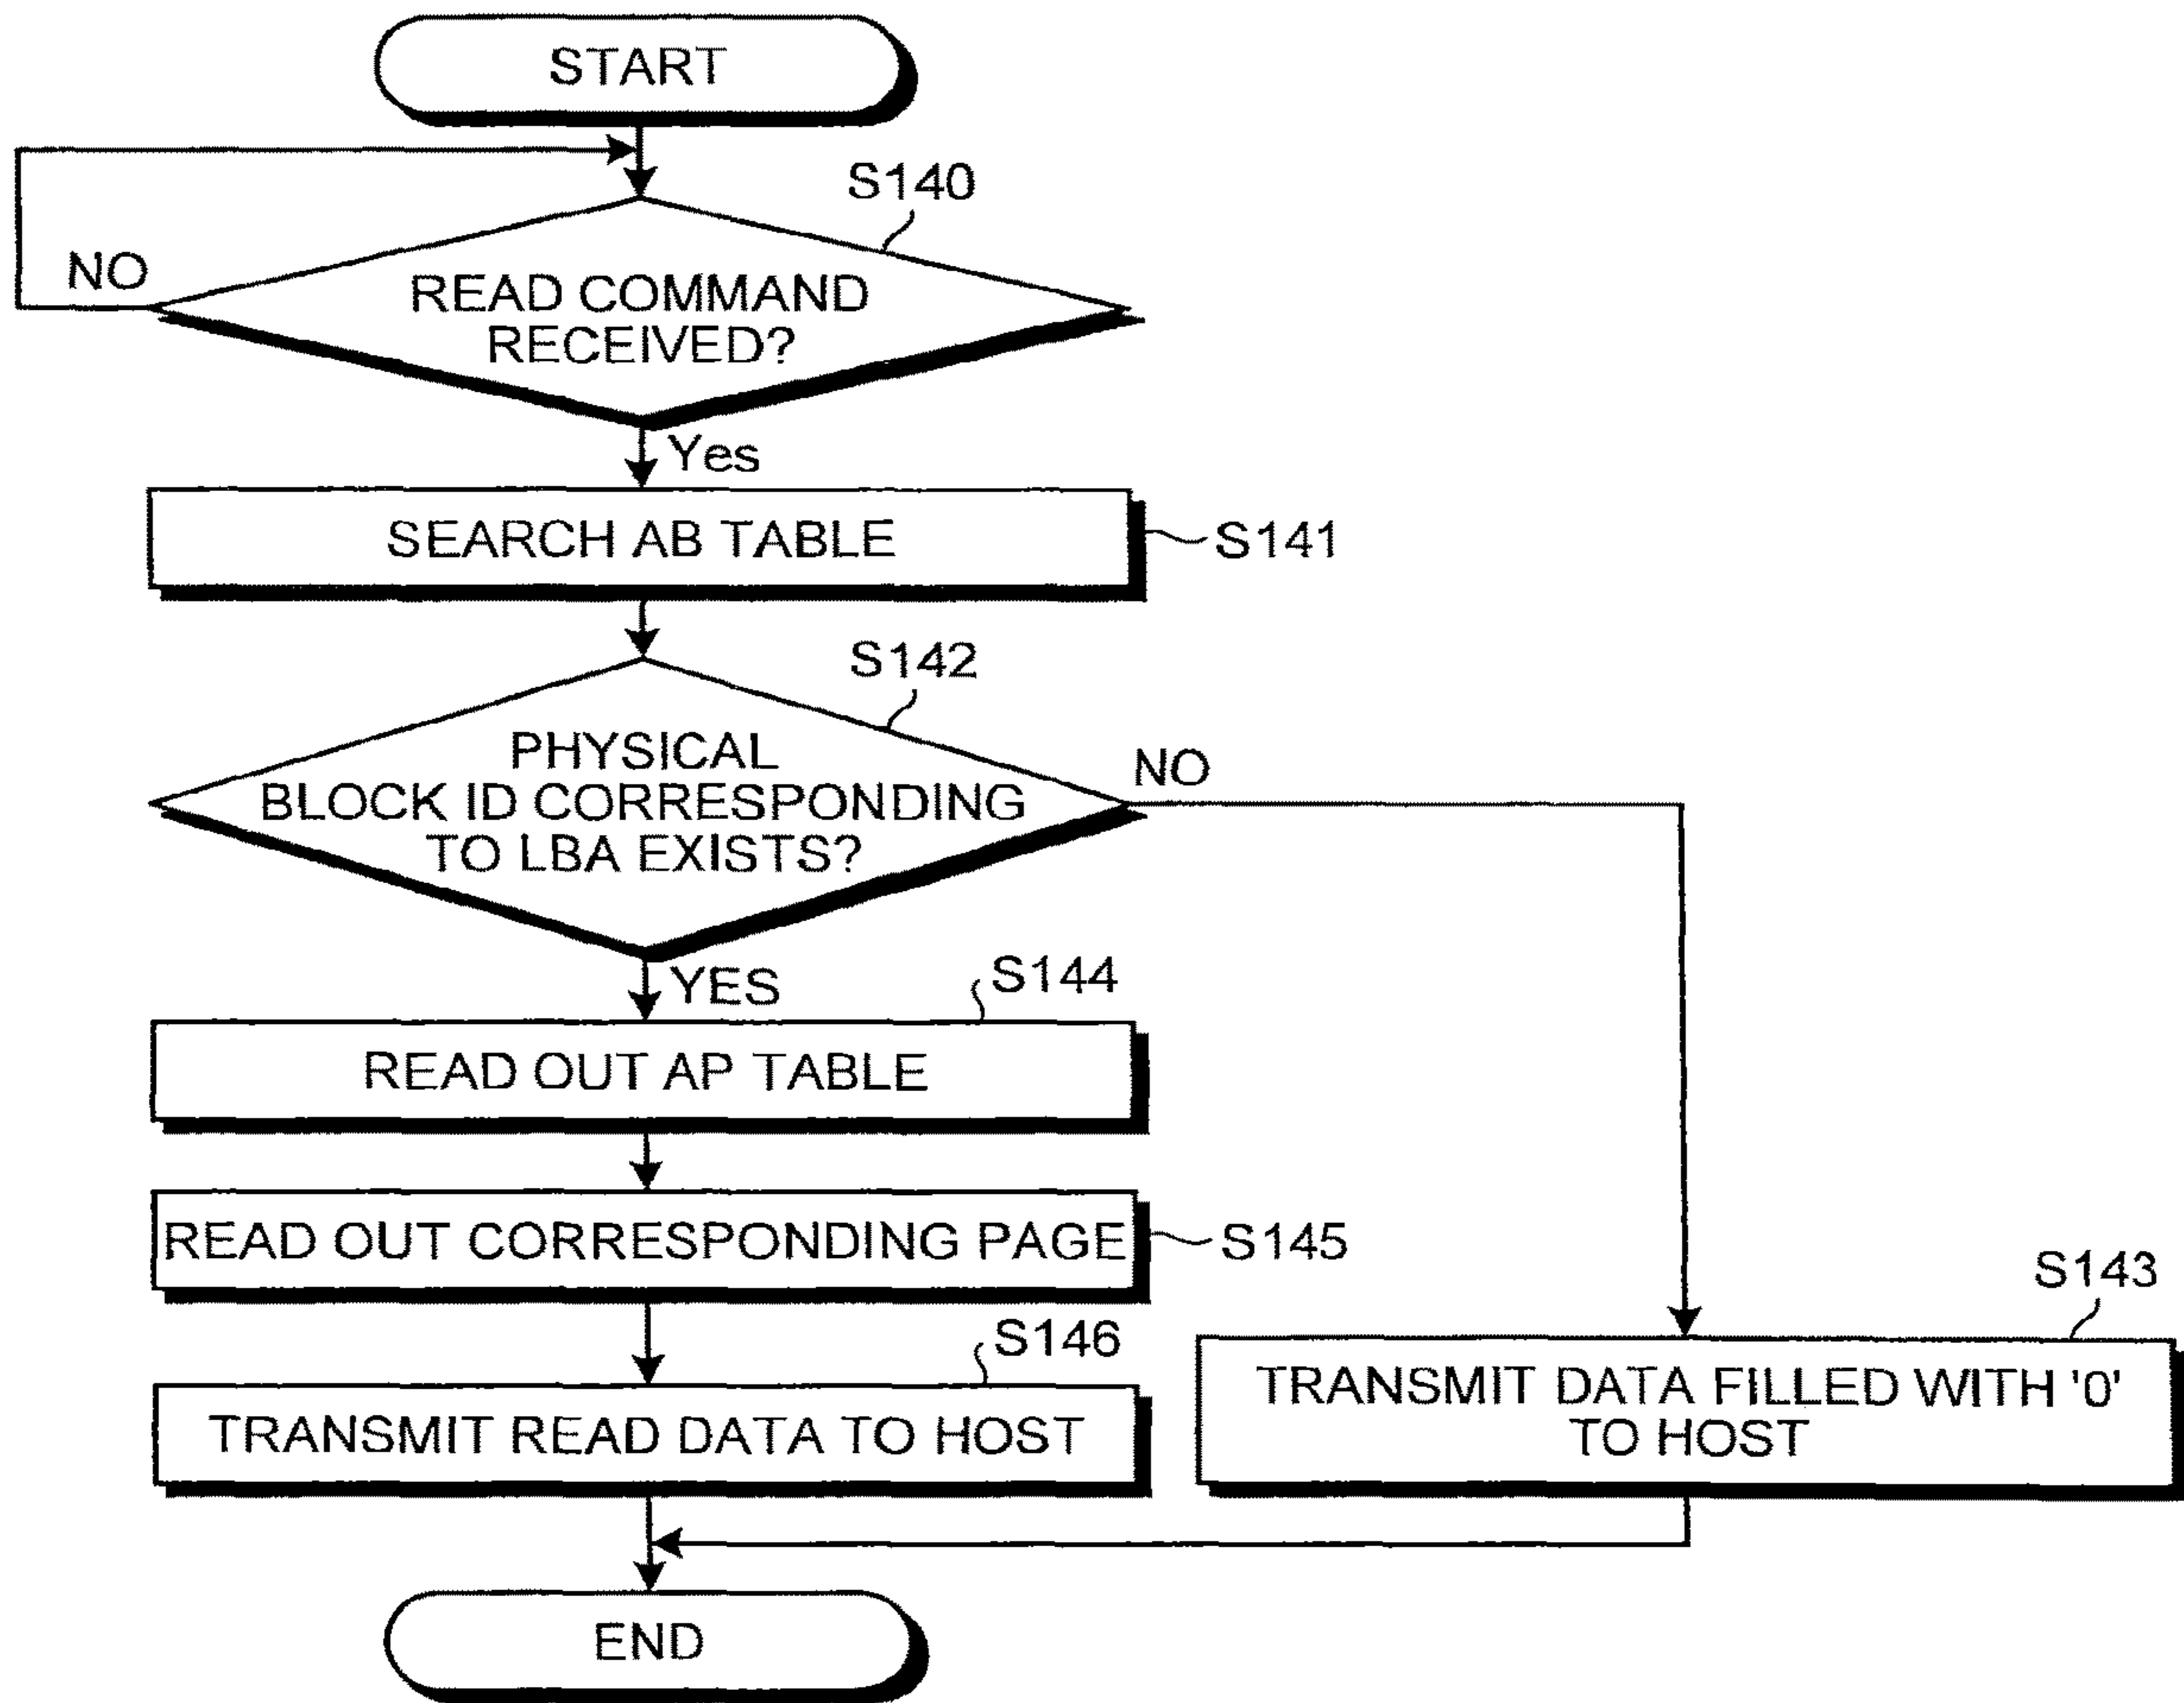 START
S140
NO
READ COMMAND
RECEIVED?
Yes
SEARCH AB TABLE
S141
S142
PHYSICAL
BLOCK ID CORRESPONDING
TO LBA EXISTS?
NO
YES
S144
READ OUT AP TABLE
READ OUT CORRESPONDING PAGE
S145
S143
TRANSMIT DATA FILLED WITH '0'
TO HOST
S146
TRANSMIT READ DATA TO HOST
END